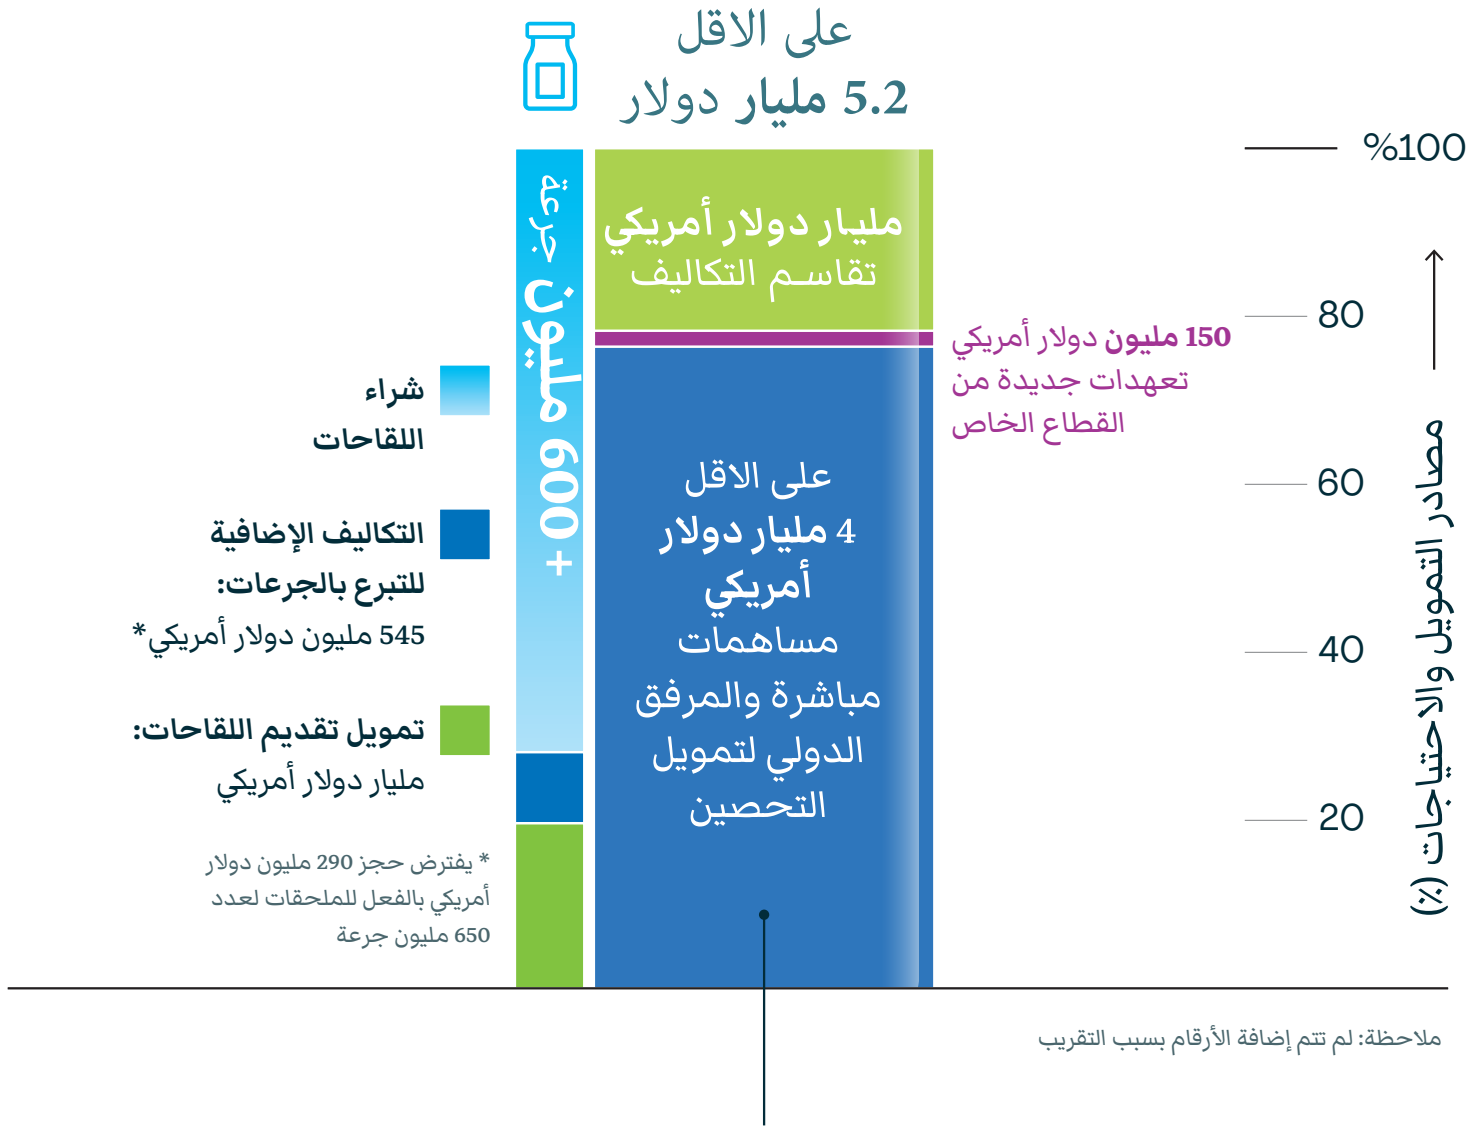 على الاقل
5.2 مليار دولار
%100
80
60
40
20
مصادر التمويل والاحتياجات (٪)
مليار دولار أمريكي
تقاسم التكاليف
150 مليون دولار أمريكي
تعهدات جديدة من
القطاع الخاص
على الاقل
4 مليار دولار
أمريكي
مساهمات
مباشرة والمرفق
الدولي لتمويل
التحصين
+ 600 مليون جرعة
شراء
اللقاحات
التكاليف الإضافية
للتبرع بالجرعات:
545 مليون دولار أمريكي*
تمويل تقديم اللقاحات:
مليار دولار أمريكي
* يفترض حجز 290 مليون دولار
أمريكي بالفعل للملحقات لعدد
650 مليون جرعة
ملاحظة: لم تتم إضافة الأرقام بسبب التقريب